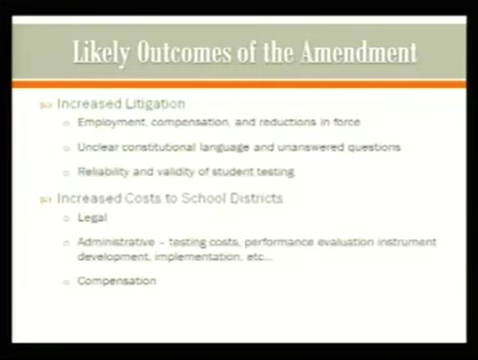 Likely Outcomes of the Amendment
Increased Litigation
Employment, compensation, and reductions in force
Unclear constitutional language and unanswered questions
Reliability and validity of student testing
Increased Costs to School Districts
Legal
Administrative – testing costs, performance evaluation instrument
development, implementation, etc...
Compensation